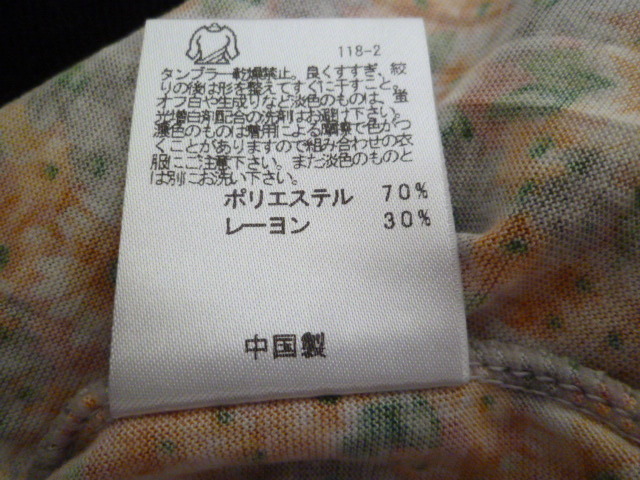 118-2
タンブラー乾燥禁止。良くすすぎ、絞
りの後は形を整えてすぐに干すこと。
オフ白や生成りなど淡色のものは、蛍
光増白剤配合の洗剤はお避け下さい。
濃色のものは着用による摩擦で色がつ
くことがありますので組み合わせの衣
服にご注意下さい。また淡色のものと
は別にお洗い下さい。
ポリエステル 70%
レーヨン 30%
中国製